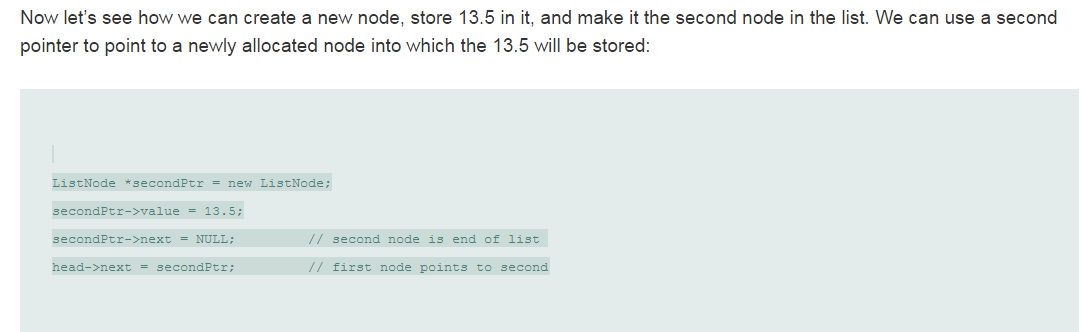 Now let's see how we can create a new node, store 13.5 in it, and make it the second node in the list. We can use a second
pointer to point to a newly allocated node into which the 13.5 will be stored:
ListNode *secondPtr = new ListNode;
secondPtr->value = 13.5;
secondPtr->next = NULL; // second node is end of list
head->next = secondPtr; // first node points to second